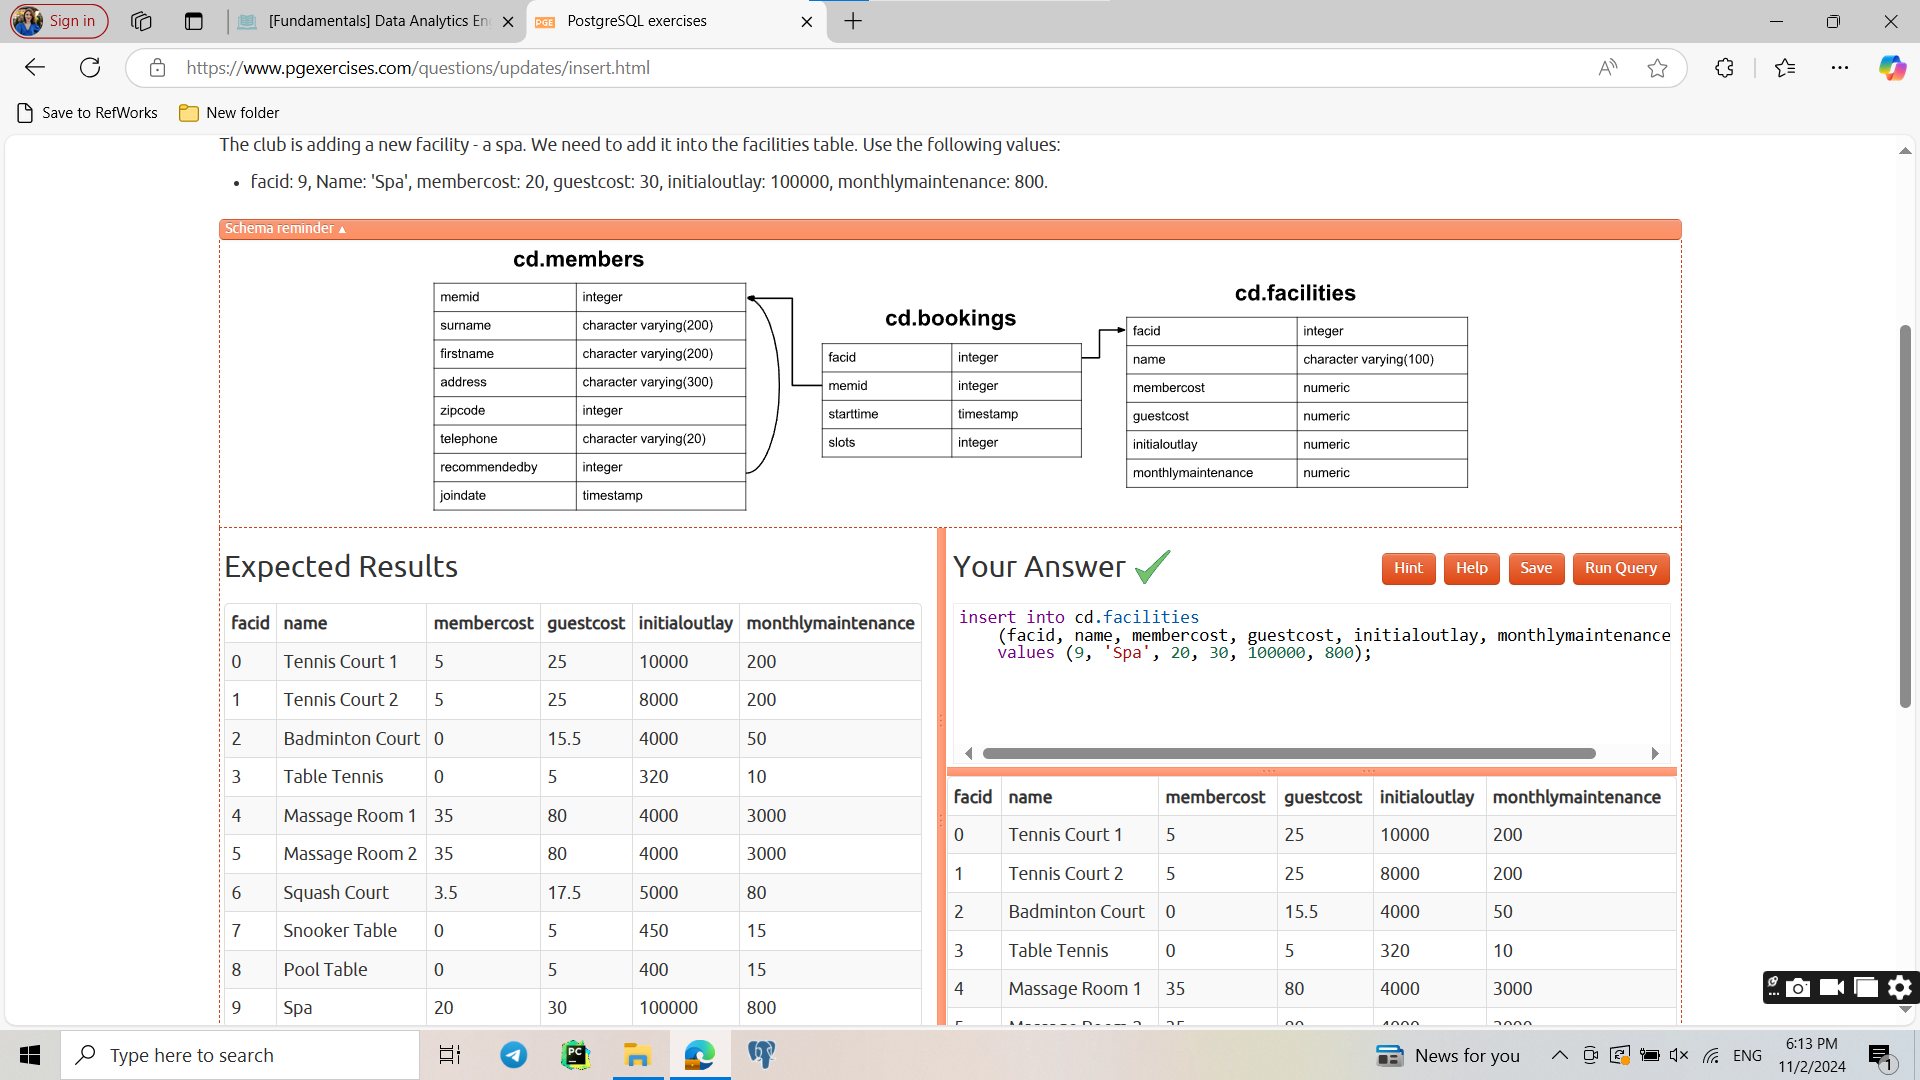 Sign in
[Fundamentals] Data Analytics En
PGE
PostgreSQL exercises
https://www.pgexercises.com/questions/updates/insert.html
Save to RefWorks
New folder
The club is adding a new facility - a spa. We need to add it into the facilities table. Use the following values:
• facid: 9, Name: 'Spa', membercost: 20, guestcost: 30, initialoutlay: 100000, monthlymaintenance: 800.
Schema reminder ▴
cd.members
memid integer
surname character varying(200)
firstname character varying(200)
address character varying(300)
zipcode integer
telephone character varying(20)
recommendedby integer
joindate timestamp
cd.bookings
facid integer
memid integer
starttime timestamp
slots integer
cd.facilities
facid integer
name character varying(100)
membercost numeric
guestcost numeric
initialoutlay numeric
monthlymaintenance numeric
Expected Results
facid name membercost guestcost initialoutlay monthlymaintenance
0 Tennis Court 1 5 25 10000 200
1 Tennis Court 2 5 25 8000 200
2 Badminton Court 0 15.5 4000 50
3 Table Tennis 0 5 320 10
4 Massage Room 1 35 80 4000 3000
5 Massage Room 2 35 80 4000 3000
6 Squash Court 3.5 17.5 5000 80
7 Snooker Table 0 5 450 15
8 Pool Table 0 5 400 15
9 Spa 20 30 100000 800
Your Answer
Hint
Help
Save
Run Query
insert into cd.facilities
(facid, name, membercost, guestcost, initialoutlay, monthlymaintenance
values (9, 'Spa', 20, 30, 100000, 800);
facid name membercost guestcost initialoutlay monthlymaintenance
0 Tennis Court 1 5 25 10000 200
1 Tennis Court 2 5 25 8000 200
2 Badminton Court 0 15.5 4000 50
3 Table Tennis 0 5 320 10
4 Massage Room 1 35 80 4000 3000
Type here to search
PC
News for you
ENG
6:13 PM
11/2/2024
1